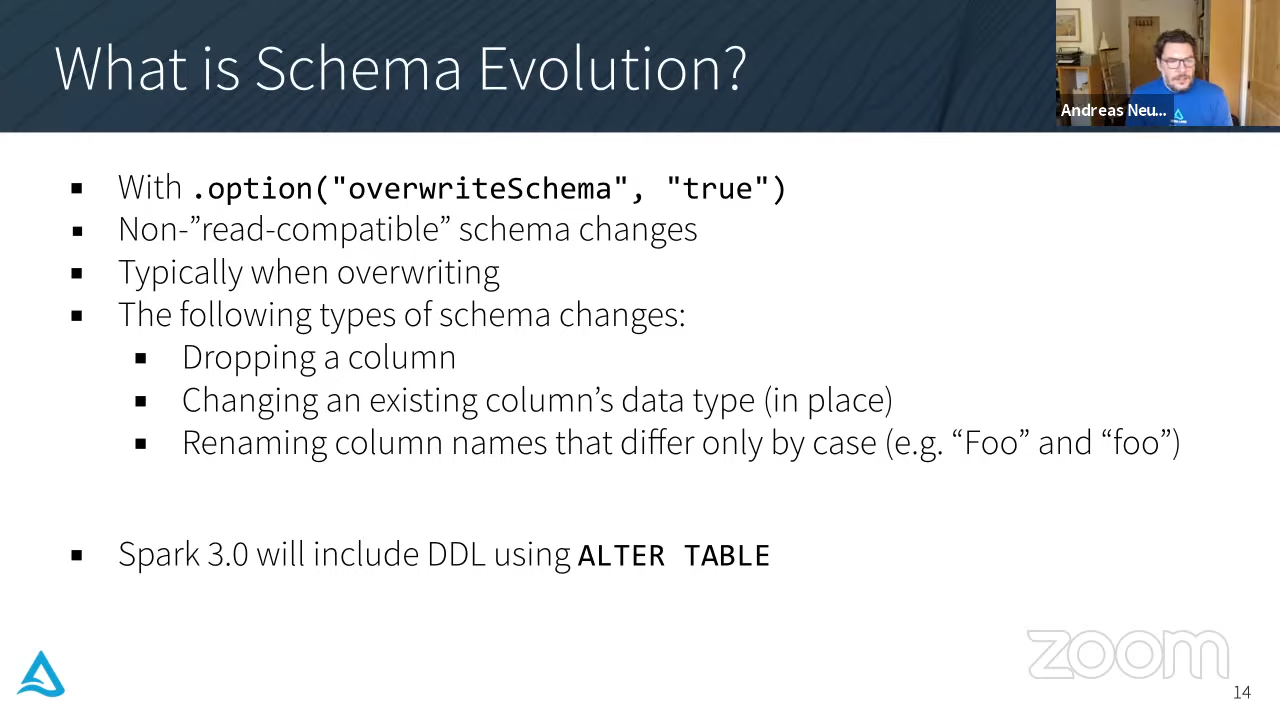 What is Schema Evolution?
Andreas Neu...
With .option("overwriteSchema", "true")
Non-”read-compatible” schema changes
Typically when overwriting
The following types of schema changes:
Dropping a column
Changing an existing column’s data type (in place)
Renaming column names that differ only by case (e.g. “Foo” and “foo”)
Spark 3.0 will include DDL using ALTER TABLE
zoom
14